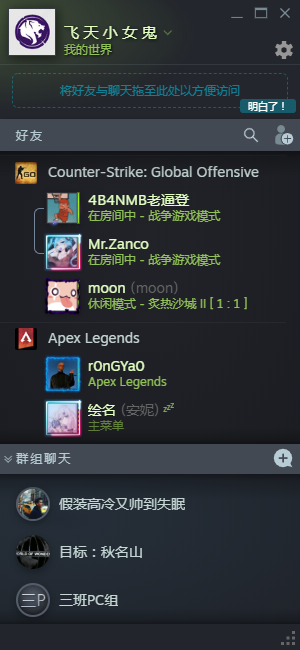 飞天小女鬼
我的世界
将好友与聊天拖至此处以方便访问
明白了！
好友
GO
Counter-Strike: Global Offensive
4B4NMB老逼登
在房间中 - 战争游戏模式
Mr.Zanco
在房间中 - 战争游戏模式
moon (moon)
休闲模式 - 炙热沙城 II [ 1 : 1 ]
Apex Legends
r0nGYa0
Apex Legends
绘名 (安妮) zzZ
主菜单
群组聊天
假装高冷又帅到失眠
目标：秋名山
三P 三班PC组